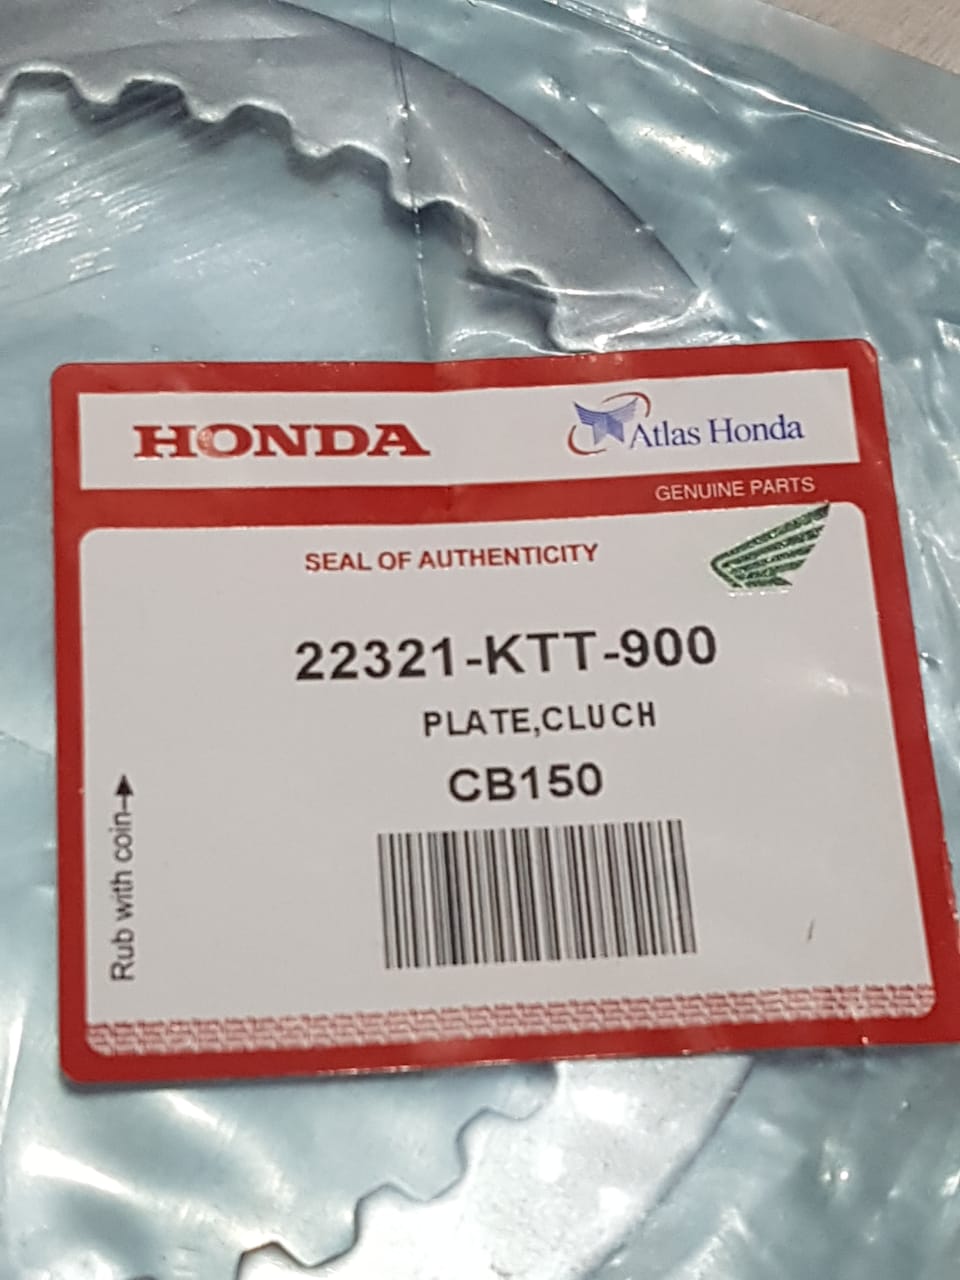 HONDA
Atlas Honda
GENUINE PARTS
SEAL OF AUTHENTICITY
22321-KTT-900
PLATE,CLUCH
CB150
Rub with coin